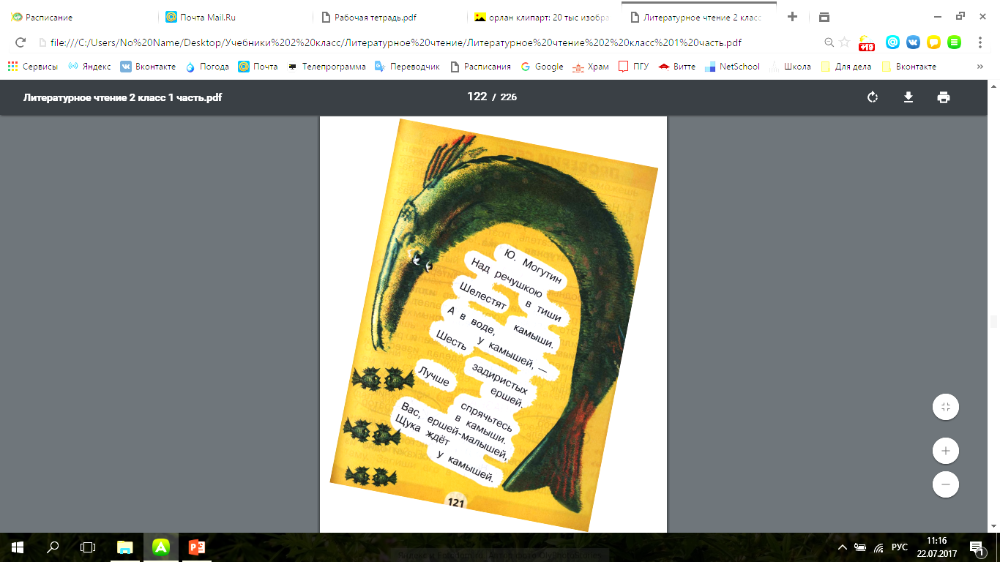 Расписание
Почта Mail.Ru
Рабочая тетрадь.pdf
орлан клипарт: 20 тыс изобра
Литературное чтение 2 класс
file:///C:/Users/No%20Name/Desktop/Учебники%202%20класс/Литературное%20чтение/Литературное%20чтение%202%20класс%201%20часть.pdf
+19
Сервисы Яндекс Вконтакте Погода Почта Телепрограмма Переводчик Расписания Google Храм ПГУ Витте NetSchool Школа Для дела Вконтакте »
Литературное чтение 2 класс 1 часть.pdf
122 / 226
Ю. Могутин
Над речушкою
в тиши
Шелестят
камыши.
А в воде,
у камышей, —
Шесть
задиристых
ершей.
Лучше
спрячьтесь
в камыши.
Вас, ершей-малышей,
Щука ждёт
у камышей.
121
РУС
11:16
22.07.2017
1